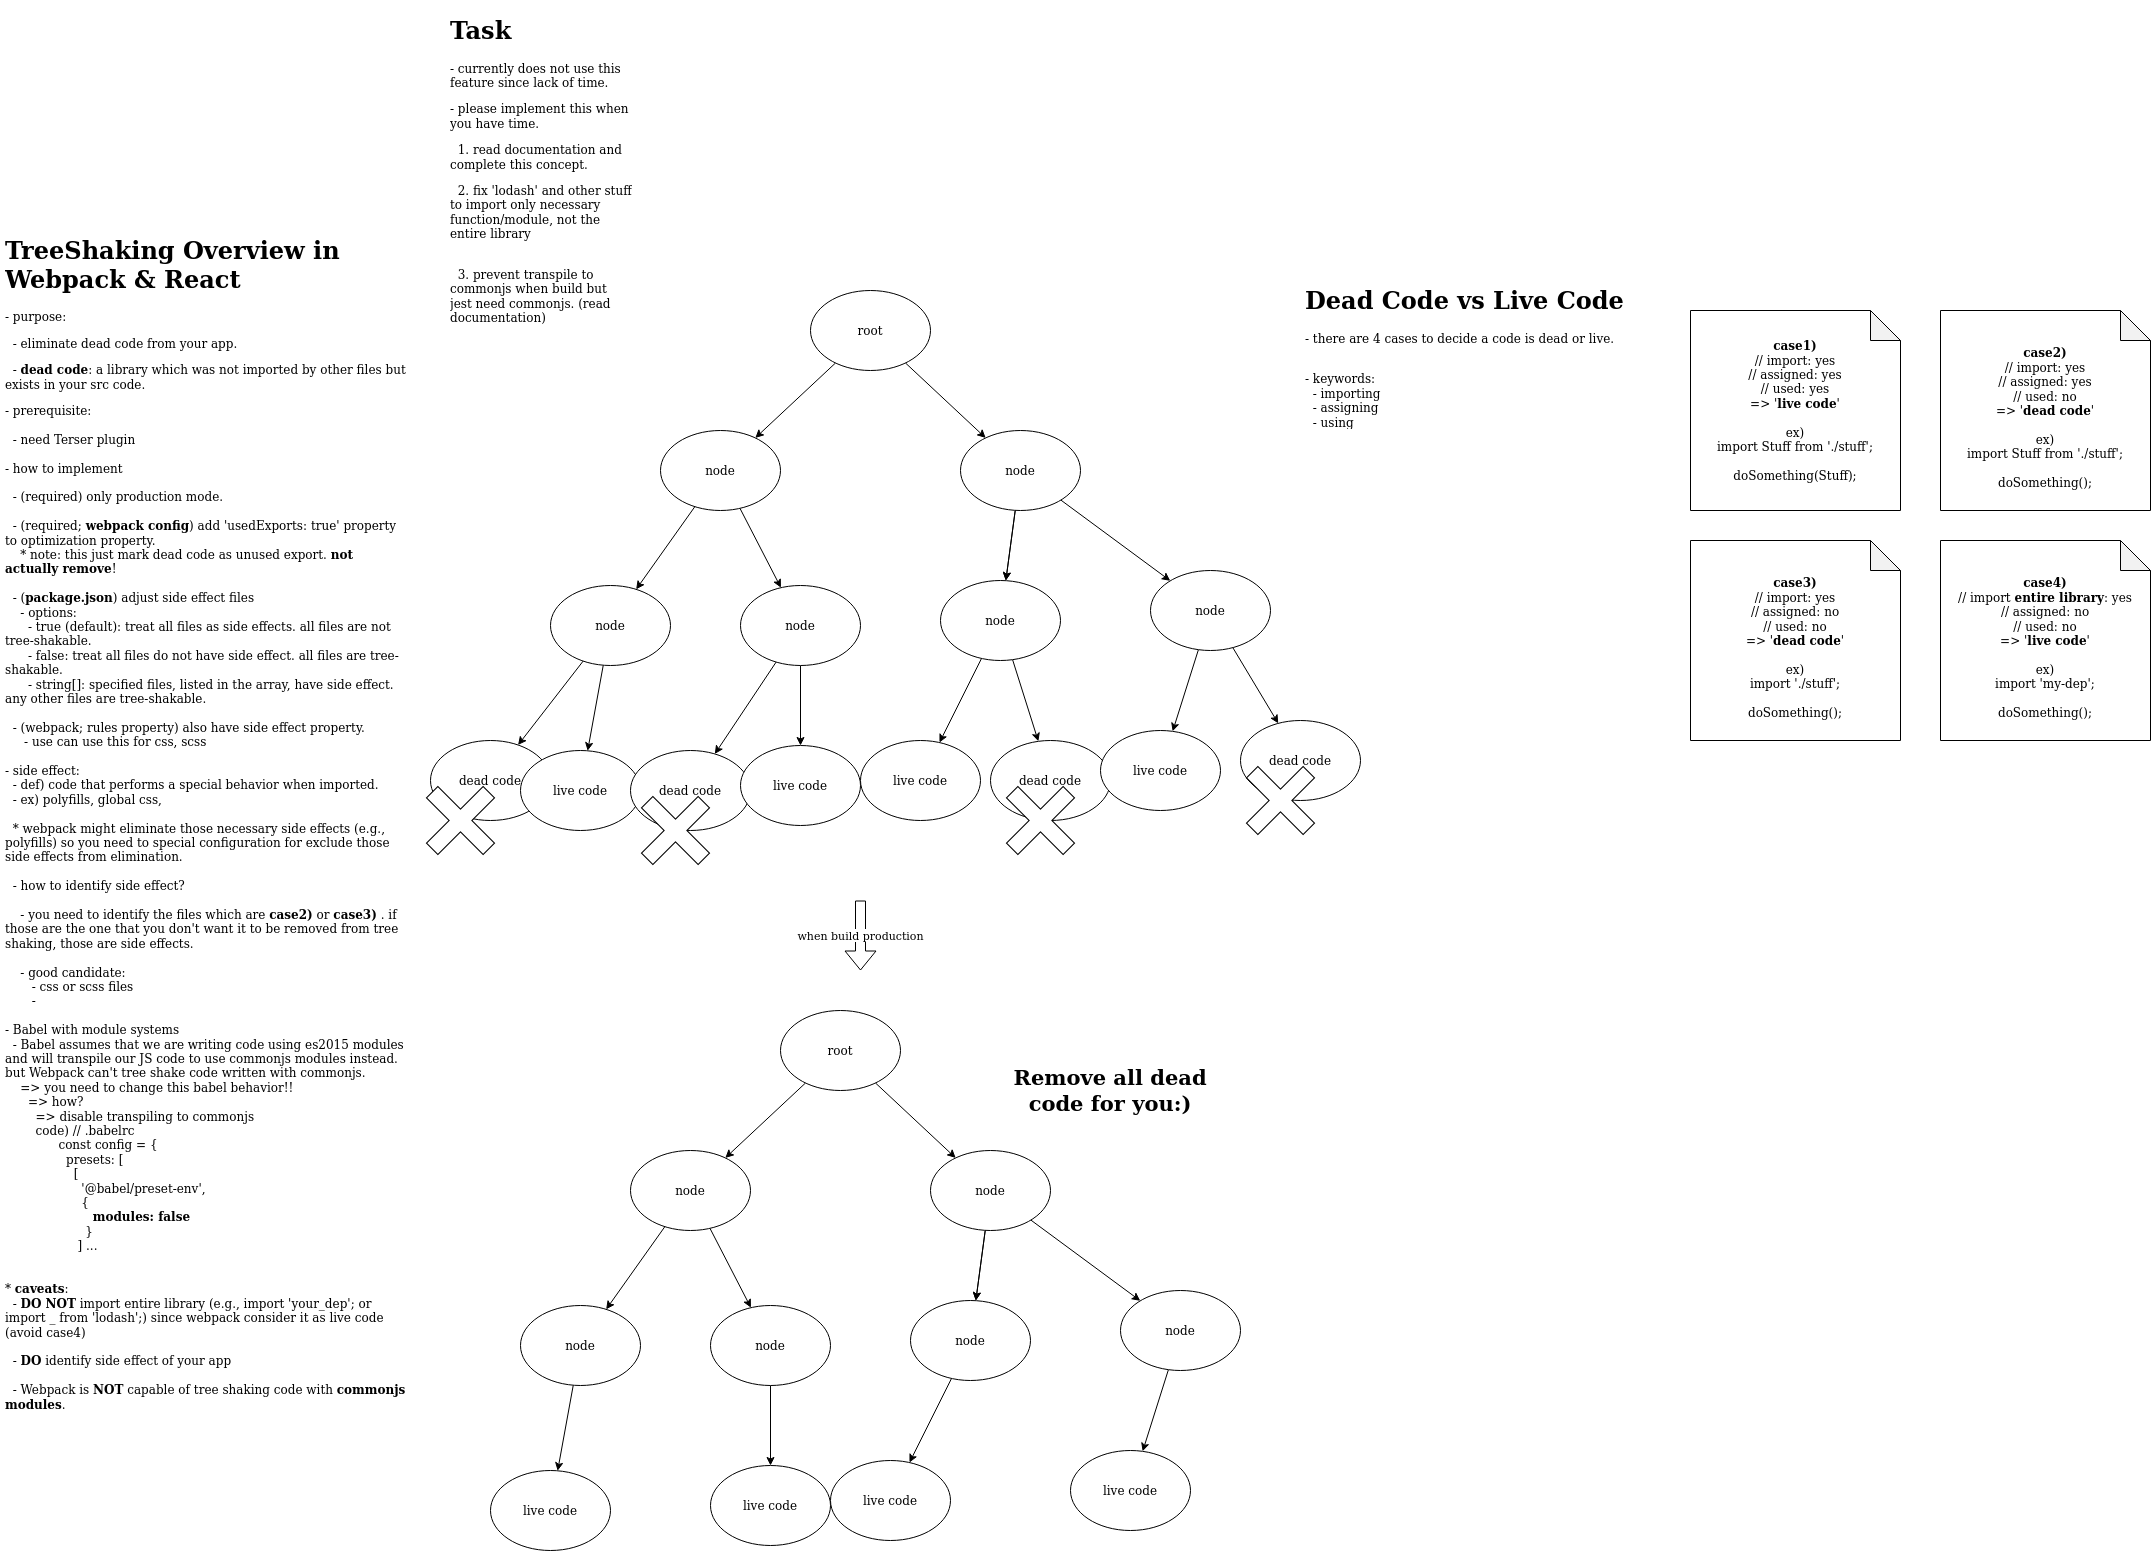 Task
- currently does not use this
feature since lack of time.
- please implement this when
you have time.
1. read documentation and
complete this concept.
2. fix 'lodash' and other stuff
to import only necessary
function/module, not the
entire library
3. prevent transpile to
commonjs when build but
jest need commonjs. (read
documentation)
TreeShaking Overview in
Webpack & React
- purpose:
- eliminate dead code from your app.
- dead code: a library which was not imported by other files but
exists in your src code.
- prerequisite:
- need Terser plugin
- how to implement
- (required) only production mode.
- (required; webpack config) add 'usedExports: true' property
to optimization property.
* note: this just mark dead code as unused export. not
actually remove!
- (package.json) adjust side effect files
- options:
- true (default): treat all files as side effects. all files are not
tree-shakable.
- false: treat all files do not have side effect. all files are tree-
shakable.
- string[]: specified files, listed in the array, have side effect.
any other files are tree-shakable.
- (webpack; rules property) also have side effect property.
- use can use this for css, scss
- side effect:
- def) code that performs a special behavior when imported.
- ex) polyfills, global css,
* webpack might eliminate those necessary side effects (e.g.,
polyfills) so you need to special configuration for exclude those
side effects from elimination.
- how to identify side effect?
- you need to identify the files which are case2) or case3) . if
those are the one that you don't want it to be removed from tree
shaking, those are side effects.
- good candidate:
- css or scss files
-
- Babel with module systems
- Babel assumes that we are writing code using es2015 modules
and will transpile our JS code to use commonjs modules instead.
but Webpack can't tree shake code written with commonjs.
=> you need to change this babel behavior!!
=> how?
=> disable transpiling to commonjs
code) // .babelrc
const config = {
presets: [
[
'@babel/preset-env',
{
modules: false
}
] ...
* caveats:
- DO NOT import entire library (e.g., import 'your_dep'; or
import _ from 'lodash';) since webpack consider it as live code
(avoid case4)
- DO identify side effect of your app
- Webpack is NOT capable of tree shaking code with commonjs
modules.
root
node
node
node
node
node
node
dead code
live code
dead code
live code
live code
dead code
live code
dead code
when build production
root
Remove all dead
code for you:)
node
node
node
node
node
node
live code
live code
live code
live code
Dead Code vs Live Code
- there are 4 cases to decide a code is dead or live.
- keywords:
- importing
- assigning
- using
case1)
// import: yes
// assigned: yes
// used: yes
=> 'live code'
ex)
import Stuff from './stuff';
doSomething(Stuff);
case2)
// import: yes
// assigned: yes
// used: no
=> 'dead code'
ex)
import Stuff from './stuff';
doSomething();
case3)
// import: yes
// assigned: no
// used: no
=> 'dead code'
ex)
import './stuff';
doSomething();
case4)
// import entire library: yes
// assigned: no
// used: no
=> 'live code'
ex)
import 'my-dep';
doSomething();